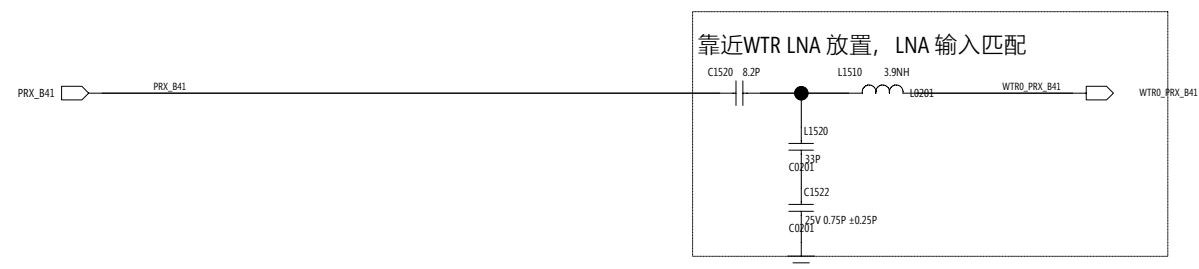 靠近WTR LNA 放置，LNA 输入匹配
C1520 8.2P
L1510 3.9NH
PRX_B41
PRX_B41
L0201
WTR0_PRX_B41
WTR0_PRX_B41
L1520
33P
C0201
C1522
25V 0.75P ±0.25P
C0201